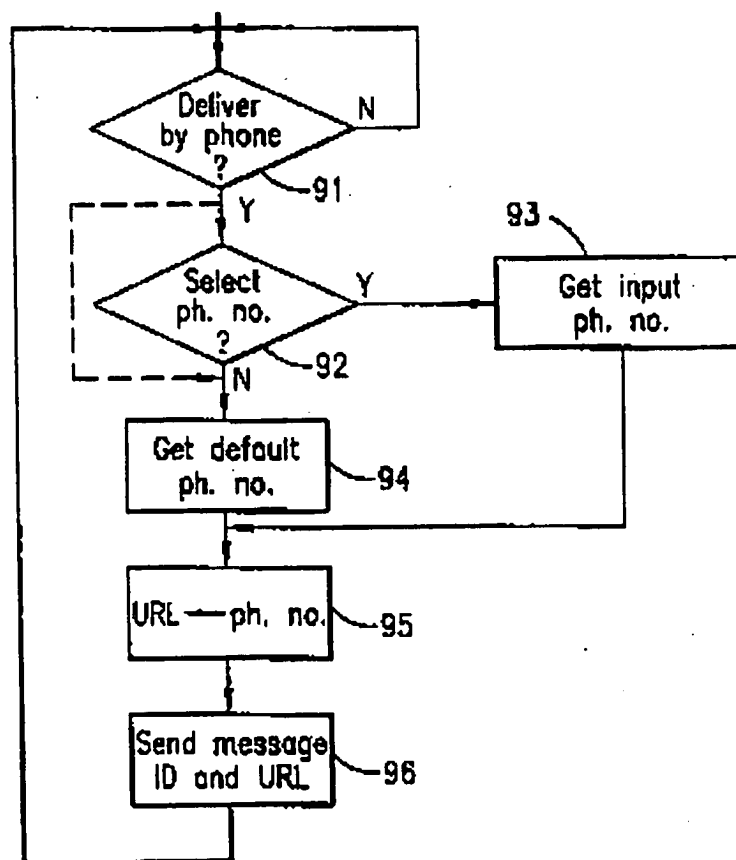 Deliver
by phone
?
N
91
Y
93
Select
ph. no.
?
Y
Get input
ph. no.
92
N
Get default
ph. no.
94
URL ph. no.
95
Send message
ID and URL
96